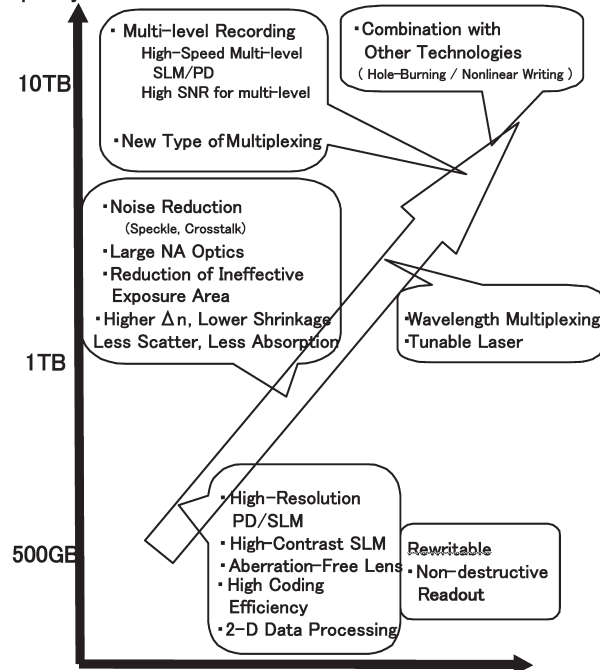 ・Multi-level Recording
High-Speed Multi-level
SLM/PD
High SNR for multi-level
・New Type of Multiplexing
・Combination with
Other Technologies
( Hole-Burning / Nonlinear Writing )
10TB
・Noise Reduction
(Speckle, Crosstalk)
・Large NA Optics
・Reduction of Ineffective
Exposure Area
・Higher Δn, Lower Shrinkage
Less Scatter, Less Absorption
・Wavelength Multiplexing
・Tunable Laser
1TB
・High-Resolution
PD/SLM
・High-Contrast SLM
・Aberration-Free Lens
・High Coding
Efficiency
・2-D Data Processing
Rewritable
・Non-destructive
Readout
500GB